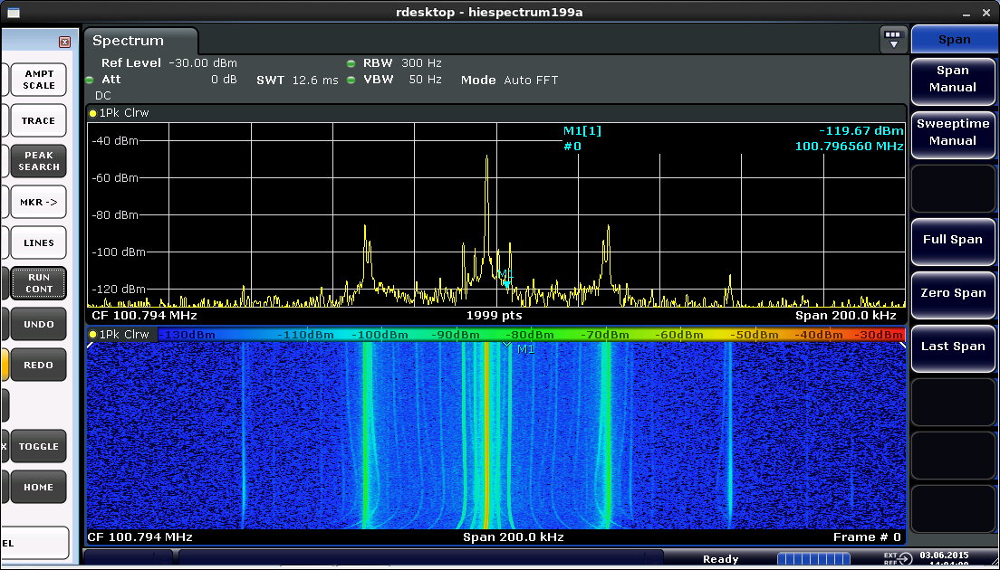 rdesktop - hiespectrum199a
Spectrum
Span
Ref Level -30.00 dBm RBW 300 Hz
Att 0 dB SWT 12.6 ms VBW 50 Hz Mode Auto FFT
DC
1Pk Clrw
M1[1] -119.67 dBm
#0 100.796560 MHz
-40 dBm
-60 dBm
-80 dBm
-100 dBm
M1
-120 dBm
CF 100.794 MHz 1999 pts Span 200.0 kHz
1Pk Clrw -130dBm -110dBm -100dBm -90dBm -80dBm -70dBm -60dBm -50dBm -40dBm -30dBm
M1
CF 100.794 MHz Span 200.0 kHz Frame # 0
AMPT
SCALE
TRACE
PEAK
SEARCH
MKR ->
LINES
RUN
CONT
UNDO
REDO
TOGGLE
HOME
EL
Span
Manual
Sweeptime
Manual
Full Span
Zero Span
Last Span
Ready
EXT
REF
03.06.2015